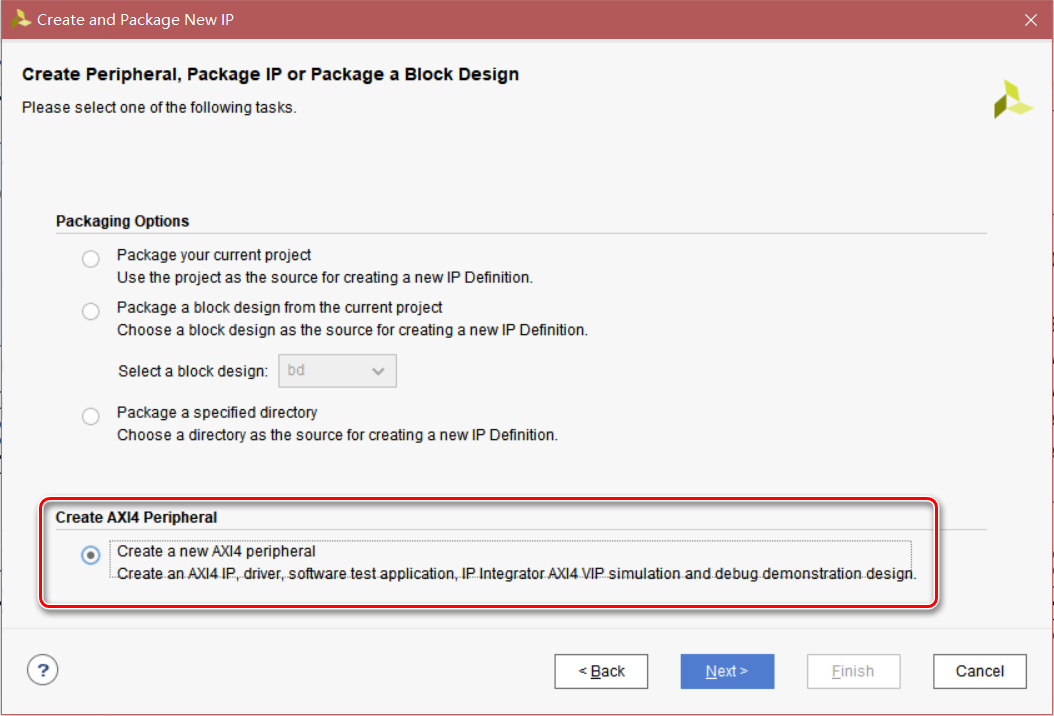 Create and Package New IP
Create Peripheral, Package IP or Package a Block Design
Please select one of the following tasks.
Packaging Options
Package your current project
Use the project as the source for creating a new IP Definition.
Package a block design from the current project
Choose a block design as the source for creating a new IP Definition.
Select a block design: bd
Package a specified directory
Choose a directory as the source for creating a new IP Definition.
Create AXI4 Peripheral
Create a new AXI4 peripheral
Create an AXI4 IP, driver, software test application, IP Integrator AXI4 VIP simulation and debug demonstration design.
? < Back Next > Finish Cancel